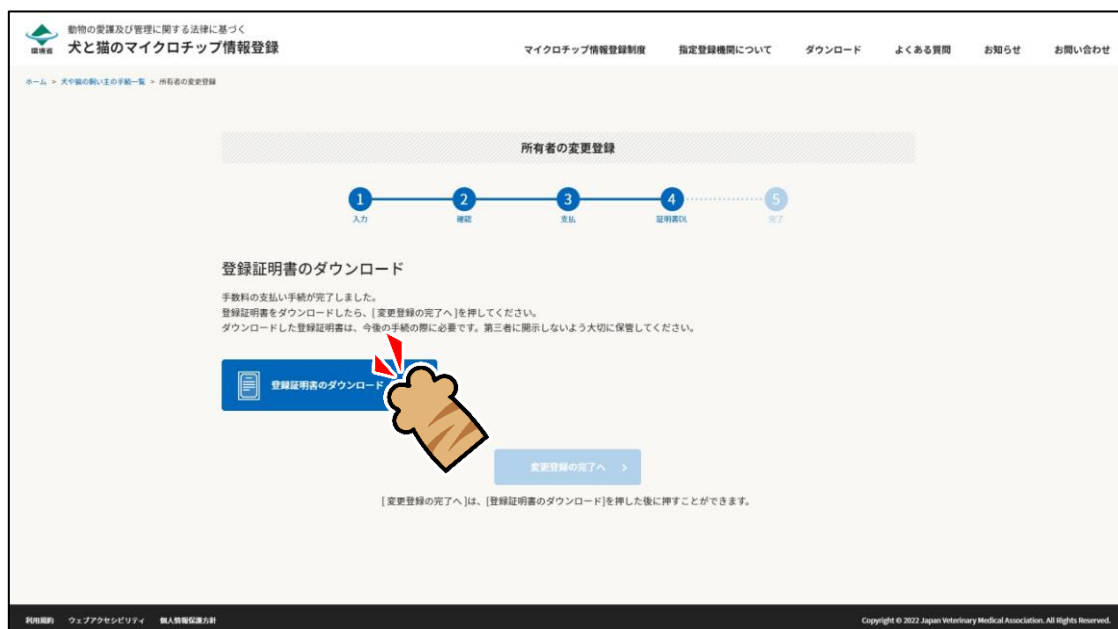 動物の愛護及び管理に関する法律に基づく
環境省 犬と猫のマイクロチップ情報登録
マイクロチップ情報登録制度 指定登録機関について ダウンロード よくある質問 お知らせ お問い合わせ
ホーム > 犬や猫の飼い主の手続一覧 > 所有者の変更登録
所有者の変更登録
1 2 3 4 5
入力 確認 支払 証明書DL 完了
登録証明書のダウンロード
手数料の支払い手続が完了しました。
登録証明書をダウンロードしたら、[変更登録の完了へ]を押してください。
ダウンロードした登録証明書は、今後の手続の際に必要です。第三者に開示しないよう大切に保管してください。
登録証明書のダウンロード
変更登録の完了へ >
[変更登録の完了へ]は、[登録証明書のダウンロード]を押した後に押すことができます。
利用規約 ウェブアクセシビリティ 個人情報保護方針
Copyright © 2022 Japan Veterinary Medical Association. All Rights Reserved.